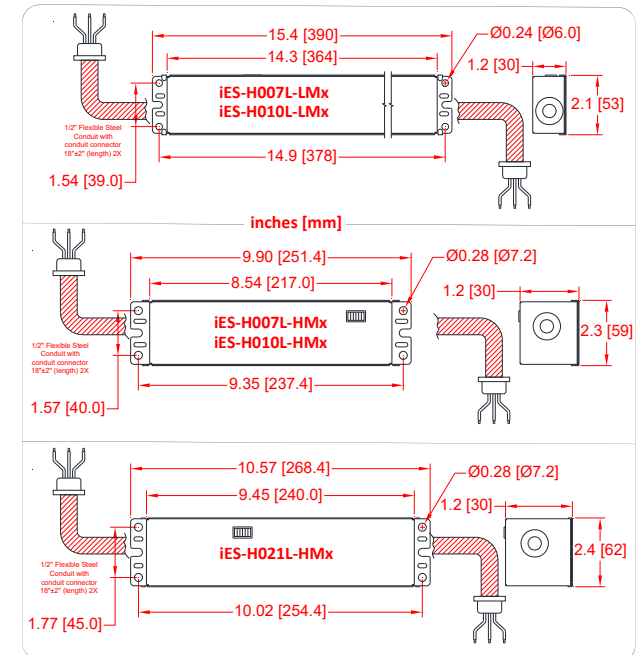 15.4 [390]
Ø0.24 [Ø6.0]
14.3 [364]
1.2 [30]
iES-H007L-LMx
iES-H010L-LMx
2.1 [53]
1/2" Flexible Steel
Conduit with
conduit connector
18"±2" (length) 2X
14.9 [378]
1.54 [39.0]
inches [mm]
9.90 [251.4]
Ø0.28 [Ø7.2]
8.54 [217.0]
1.2 [30]
iES-H007L-HMx
iES-H010L-HMx
2.3 [59]
1/2" Flexible Steel
Conduit with
conduit connector
18"±2" (length) 2X
9.35 [237.4]
1.57 [40.0]
10.57 [268.4]
Ø0.28 [Ø7.2]
9.45 [240.0]
1.2 [30]
iES-H021L-HMx
2.4 [62]
1/2" Flexible Steel
Conduit with
conduit connector
18"±2" (length) 2X
10.02 [254.4]
1.77 [45.0]